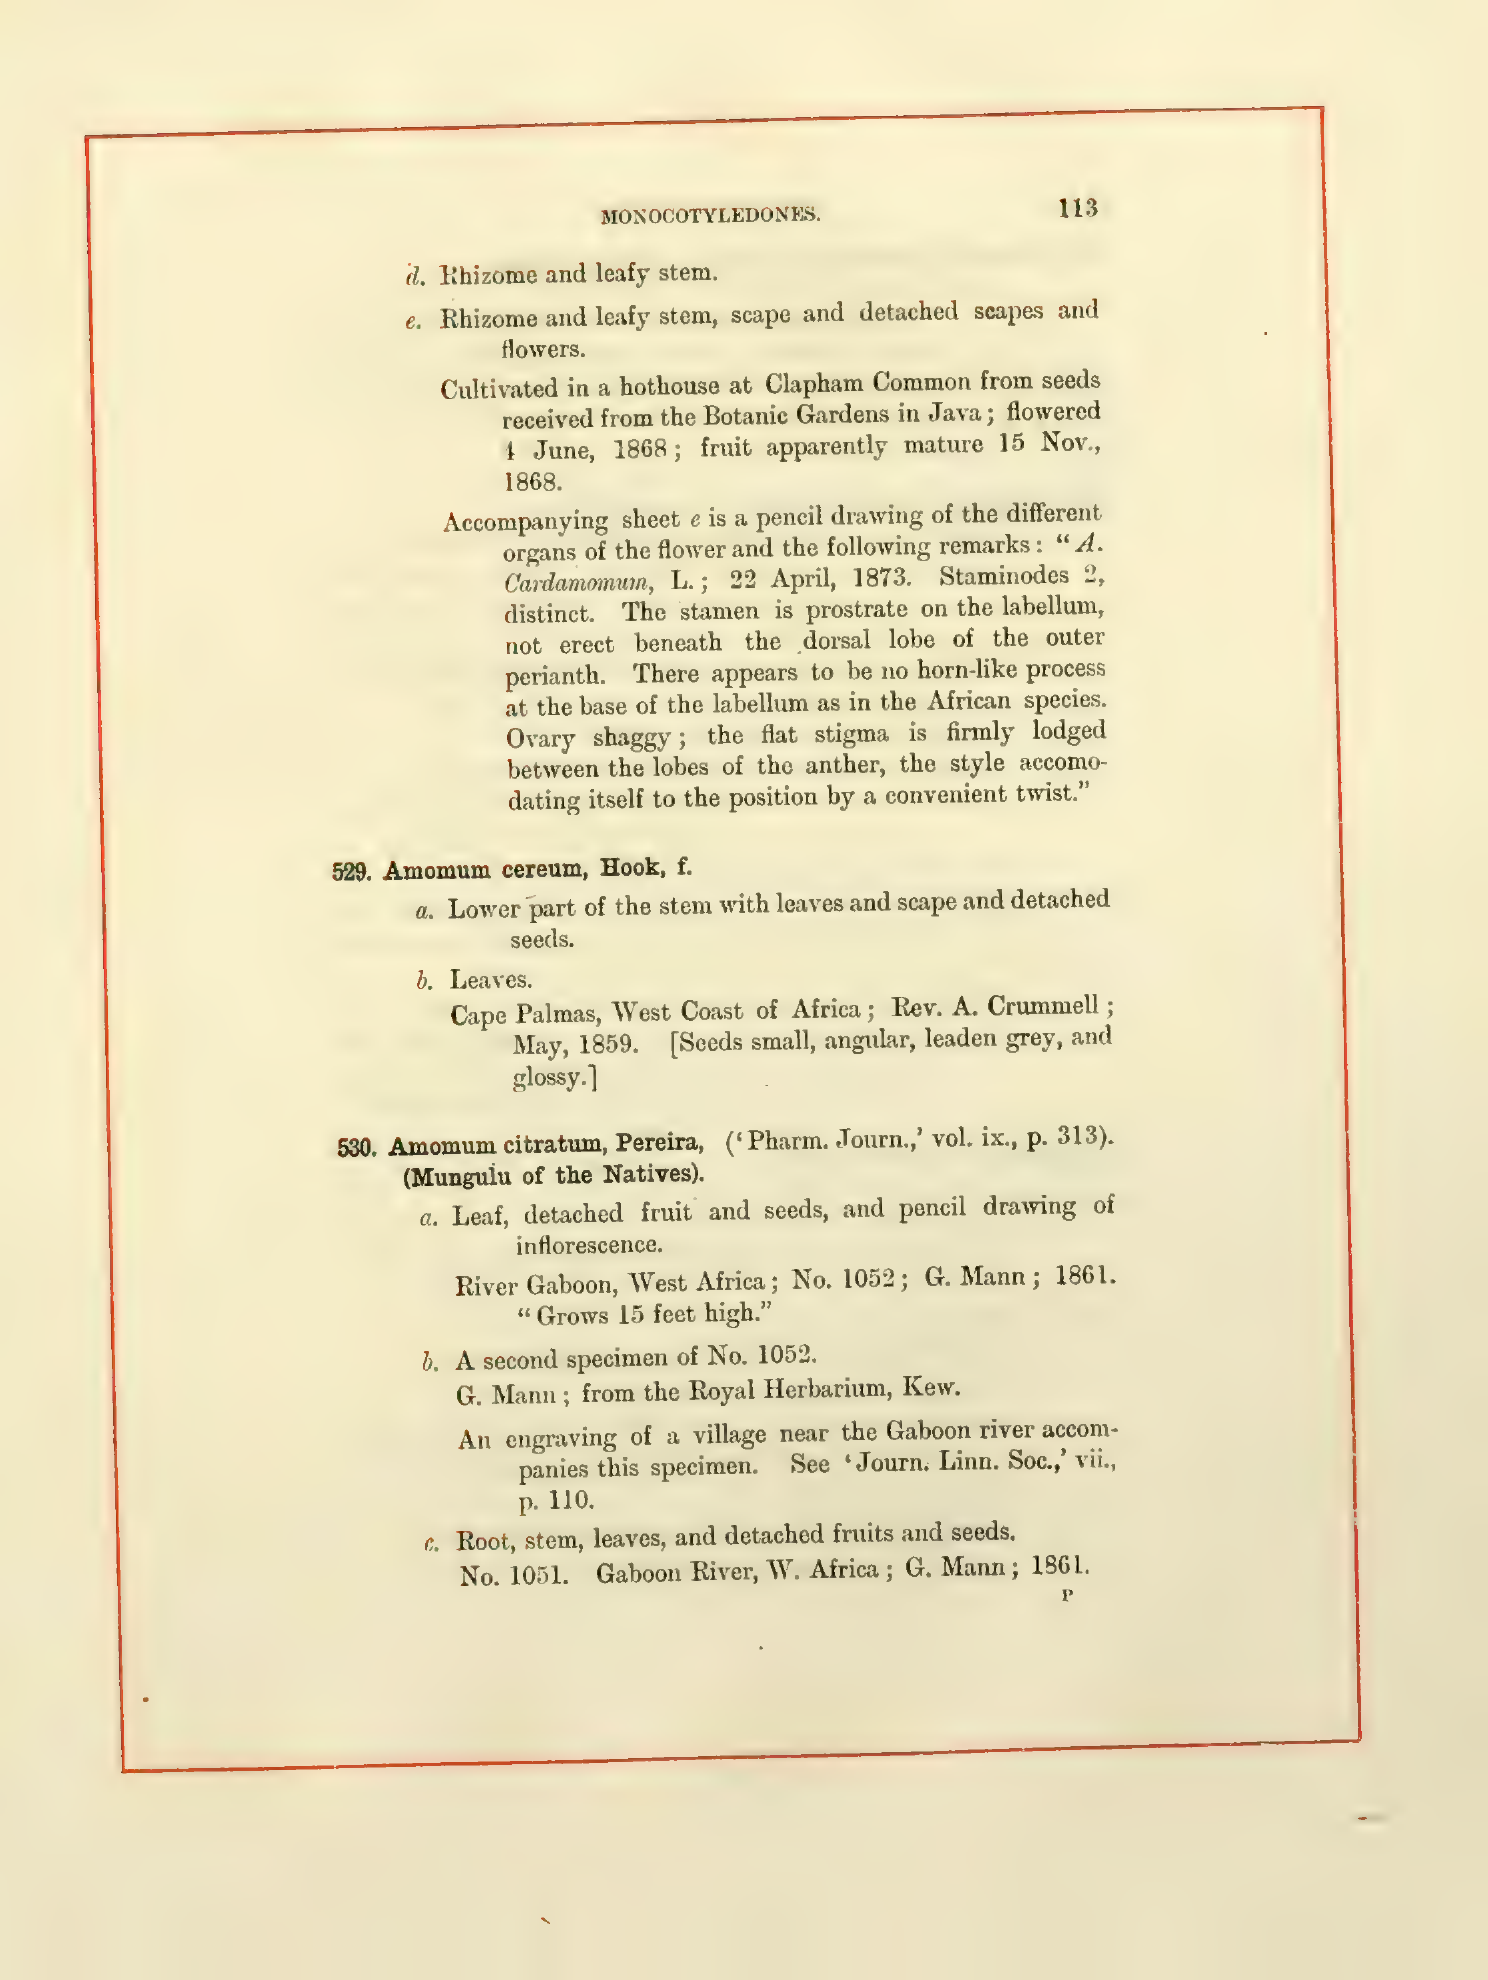 MONOCOTYLEDONES. 113
d. Rhizome and leafy stem.
e. Rhizome and leafy stem, scape and detached scapes and
flowers.
Cultivated in a hothouse at Clapham Common from seeds
received from the Botanic Gardens in Java; flowered
4 June, 1868; fruit apparently mature 15 Nov.,
1868.
Accompanying sheet e is a pencil drawing of the different
organs of the flower and the following remarks: “A.
Cardamomum, L.; 22 April, 1873. Staminodes 2,
distinct. The stamen is prostrate on the labellum,
not erect beneath the dorsal lobe of the outer
perianth. There appears to be no horn-like process
at the base of the labellum as in the African species.
Ovary shaggy; the flat stigma is firmly lodged
between the lobes of the anther, the style accomo-
dating itself to the position by a convenient twist.”
529. Amomum cereum, Hook, f.
a. Lower part of the stem with leaves and scape and detached
seeds.
b. Leaves.
Cape Palmas, West Coast of Africa; Rev. A. Crummell;
May, 1859. [Seeds small, angular, leaden grey, and
glossy.]
530. Amomum citratum, Pereira, (‘Pharm. Journ.,’ vol. ix., p. 313).
(Mungulu of the Natives).
a. Leaf, detached fruit and seeds, and pencil drawing of
inflorescence.
River Gaboon, West Africa; No. 1052; G. Mann; 1861.
“Grows 15 feet high.”
b. A second specimen of No. 1052.
G. Mann; from the Royal Herbarium, Kew.
An engraving of a village near the Gaboon river accom-
panies this specimen. See ‘Journ. Linn. Soc.,’ vii.,
p. 110.
c. Root, stem, leaves, and detached fruits and seeds.
No. 1051. Gaboon River, W. Africa; G. Mann; 1861.
P